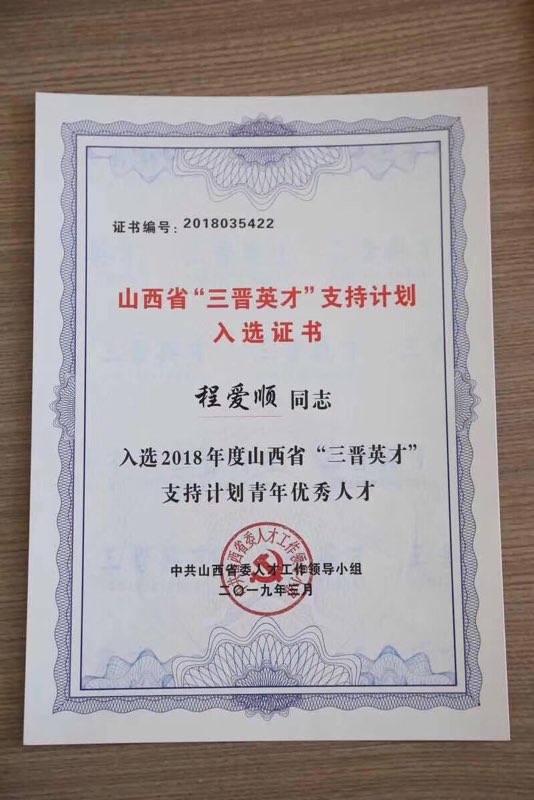 证书编号：2018035422
山西省“三晋英才”支持计划
入选证书
程爱顺 同志
入选2018年度山西省“三晋英才”
支持计划青年优秀人才
中共山西省委人才工作领导小组
二〇一九年三月